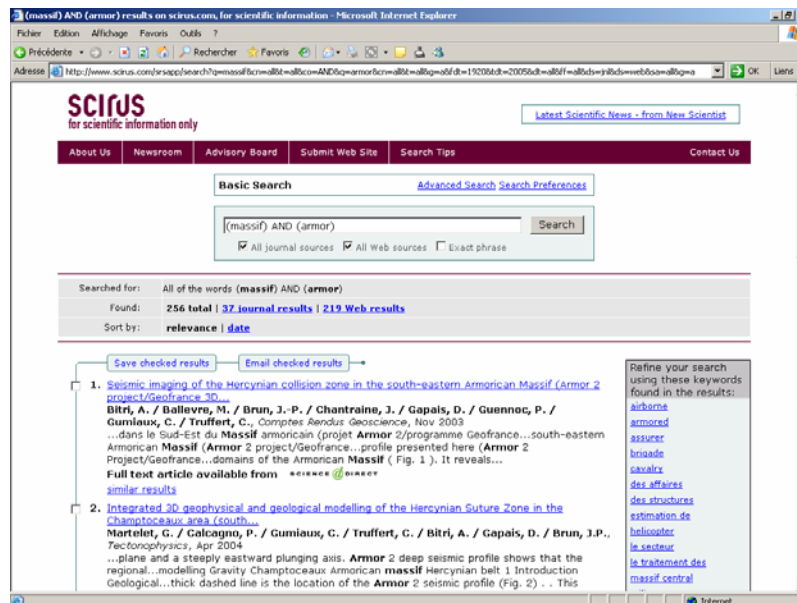 (massif) AND (armor) results on scirus.com, for scientific information - Microsoft Internet Explorer
Fichier Edition Affichage Favoris Outils ?
Précédente Rechercher Favoris
Adresse http://www.scirus.com/srsapp/search?q=massif&cn=all&t=all&co=AND&q=armor&cn=all&t=all&g=a&fdt=1920&tdt=2005&dt=all&ff=all&ds=jnl&ds=web&sa=all&g=a OK Liens
SCIRUS
for scientific information only
Latest Scientific News - from New Scientist
About Us Newsroom Advisory Board Submit Web Site Search Tips Contact Us
Basic Search Advanced Search Search Preferences
(massif) AND (armor) Search
All journal sources All Web sources Exact phrase
Searched for: All of the words (massif) AND (armor)
Found: 256 total | 37 journal results | 219 Web results
Sort by: relevance | date
Save checked results Email checked results
1. Seismic imaging of the Hercynian collision zone in the south-eastern Armorican Massif (Armor 2
project/Geofrance 3D...
Bitri, A. / Ballevre, M. / Brun, J.-P. / Chantraine, J. / Gapais, D. / Guennoc, P. /
Gumiaux, C. / Truffert, C., Comptes Rendus Geoscience, Nov 2003
...dans le Sud-Est du Massif armoricain (projet Armor 2/programme Geofrance...south-eastern
Armorican Massif (Armor 2 project/Geofrance...profile presented here (Armor 2
Project/Geofrance...domains of the Armorican Massif ( Fig. 1 ). It reveals...
Full text article available from SCIENCE DIRECT
similar results
2. Integrated 3D geophysical and geological modelling of the Hercynian Suture Zone in the
Champtoceaux area (south...
Martelet, G. / Calcagno, P. / Gumiaux, C. / Truffert, C. / Bitri, A. / Gapais, D. / Brun, J.P.,
Tectonophysics, Apr 2004
...plane and a steeply eastward plunging axis. Armor 2 deep seismic profile shows that the
regional...modelling Gravity Champtoceaux Armorican massif Hercynian belt 1 Introduction
Geological...thick dashed line is the location of the Armor 2 seismic profile (Fig. 2) . . This
Refine your search
using these keywords
found in the results:
airborne
armored
assurer
brigade
cavalry
des affaires
des structures
estimation de
helicopter
le secteur
le traitement des
massif central
Internet